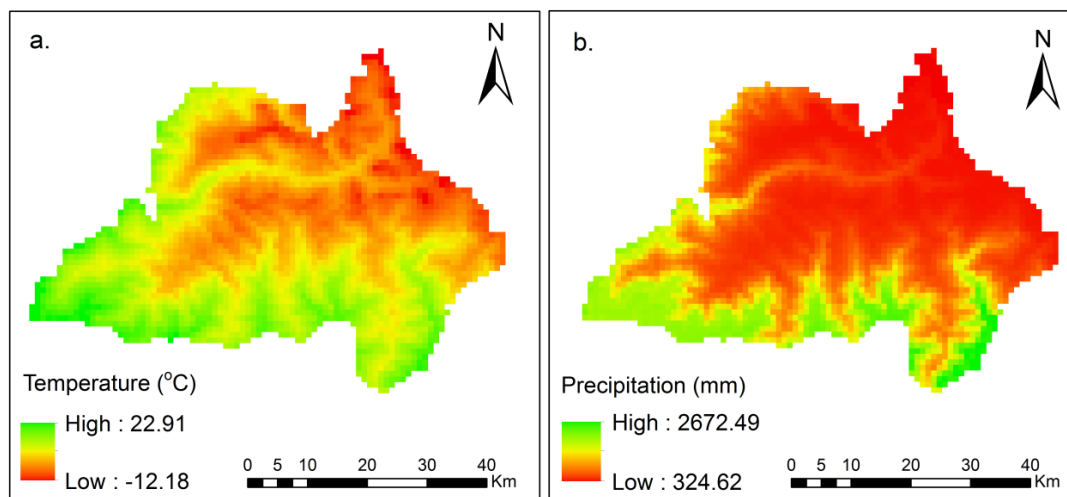 a.
N
Temperature (°C)
High : 22.91
Low : -12.18
0 5 10 20 30 40
Km
b.
N
Precipitation (mm)
High : 2672.49
Low : 324.62
0 5 10 20 30 40
Km